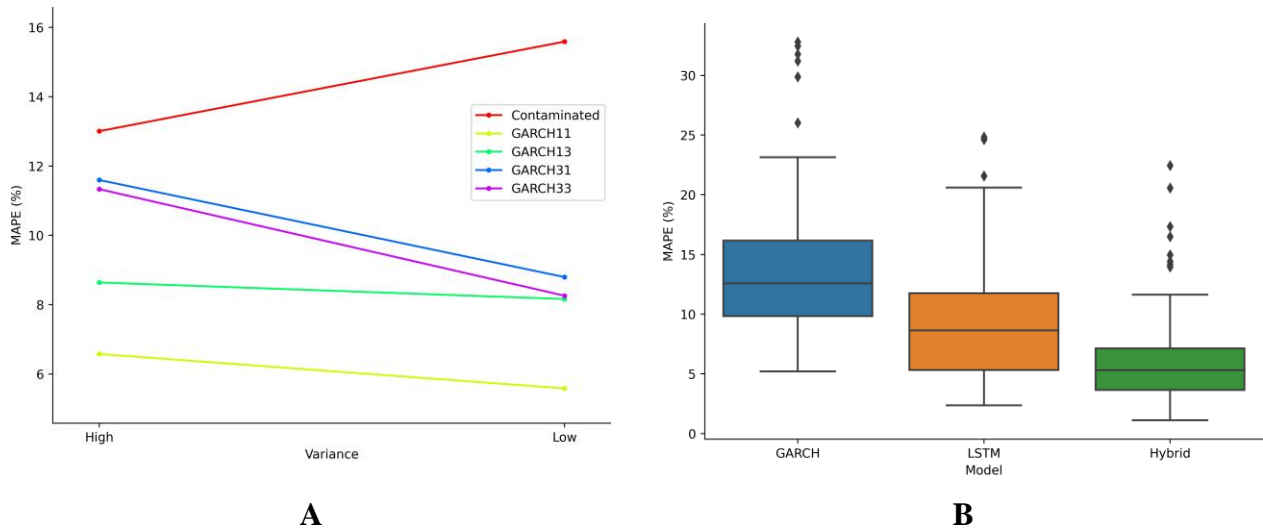 16
14
12
10
8
6
MAPE (%)
High
Low
Variance
Contaminated
GARCH11
GARCH13
GARCH31
GARCH33
A
30
25
20
15
10
5
0
MAPE (%)
GARCH
LSTM
Hybrid
Model
B